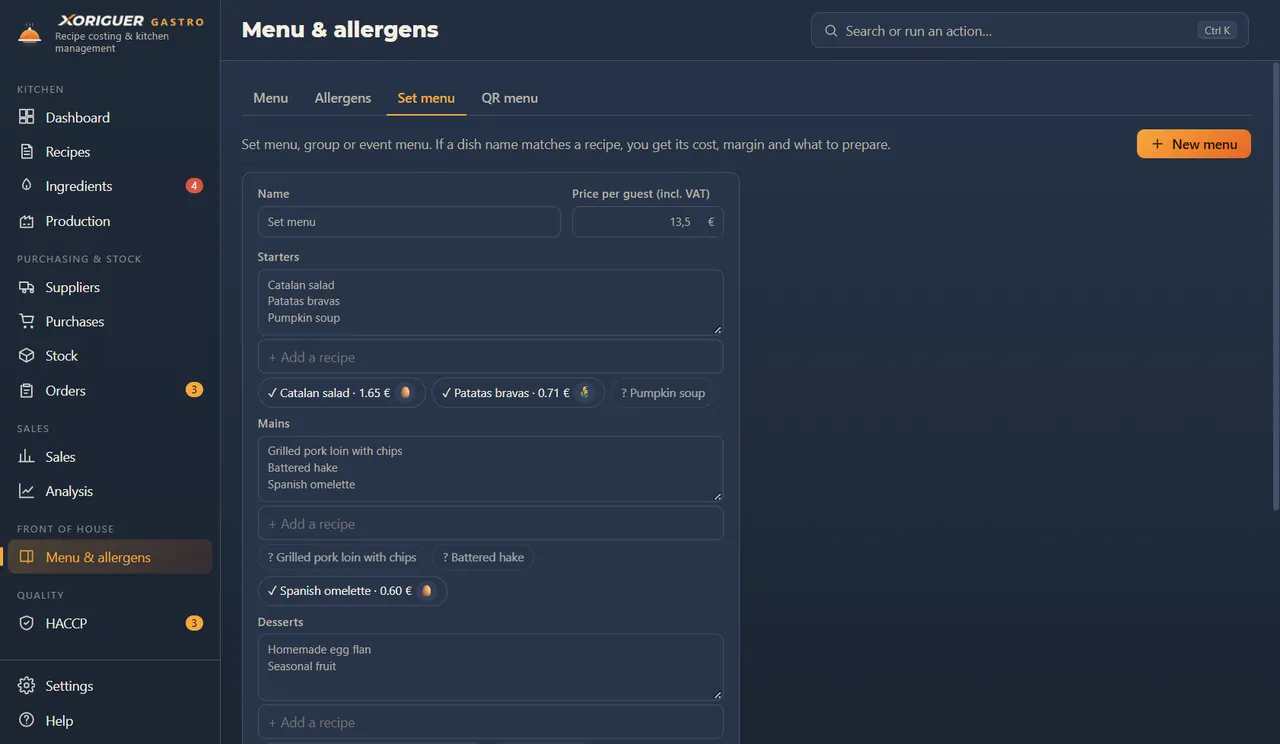 XORIGUER GASTRO
Recipe costing & kitchen
management
KITCHEN
Dashboard
Recipes
Ingredients 4
Production
PURCHASING & STOCK
Suppliers
Purchases
Stock
Orders 3
SALES
Sales
Analysis
FRONT OF HOUSE
Menu & allergens
QUALITY
HACCP 3
Settings
Help
Menu & allergens
Search or run an action... Ctrl K
Menu Allergens Set menu QR menu
Set menu, group or event menu. If a dish name matches a recipe, you get its cost, margin and what to prepare.
+ New menu
Name Price per guest (incl. VAT)
Set menu 13,5 €
Starters
Catalan salad
Patatas bravas
Pumpkin soup
+ Add a recipe
✓ Catalan salad · 1.65 € ✓ Patatas bravas · 0.71 € ? Pumpkin soup
Mains
Grilled pork loin with chips
Battered hake
Spanish omelette
+ Add a recipe
? Grilled pork loin with chips ? Battered hake
✓ Spanish omelette · 0.60 €
Desserts
Homemade egg flan
Seasonal fruit
+ Add a recipe